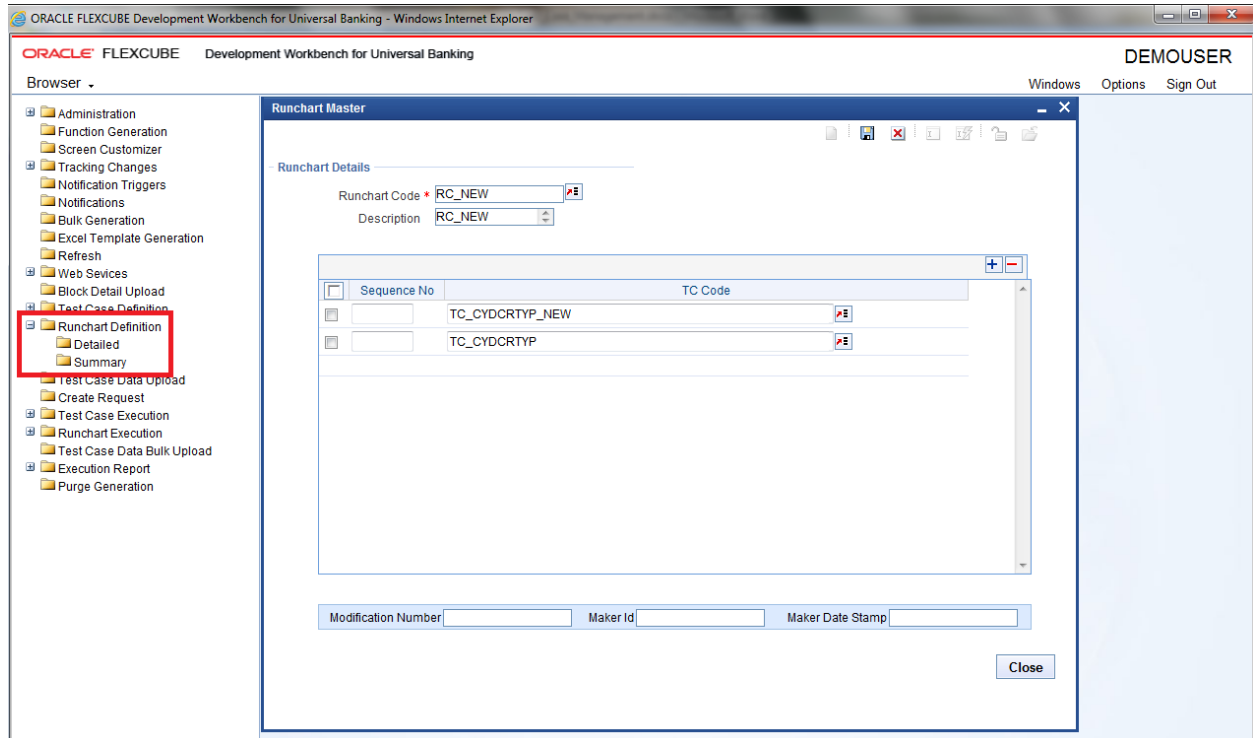 ORACLE FLEXCUBE Development Workbench for Universal Banking - Windows Internet Explorer
ORACLE FLEXCUBE Development Workbench for Universal Banking
DEMOUSER
Browser
Windows Options Sign Out
Administration
Function Generation
Screen Customizer
Tracking Changes
Notification Triggers
Notifications
Bulk Generation
Excel Template Generation
Refresh
Web Sevices
Block Detail Upload
Test Case Definition
Runchart Definition
Detailed
Summary
Test Case Data Upload
Create Request
Test Case Execution
Runchart Execution
Test Case Data Bulk Upload
Execution Report
Purge Generation
Runchart Master
Runchart Details
Runchart Code * RC_NEW
Description RC_NEW
Sequence No TC Code
TC_CYDCRTYP_NEW
TC_CYDCRTYP
Modification Number Maker Id Maker Date Stamp
Close